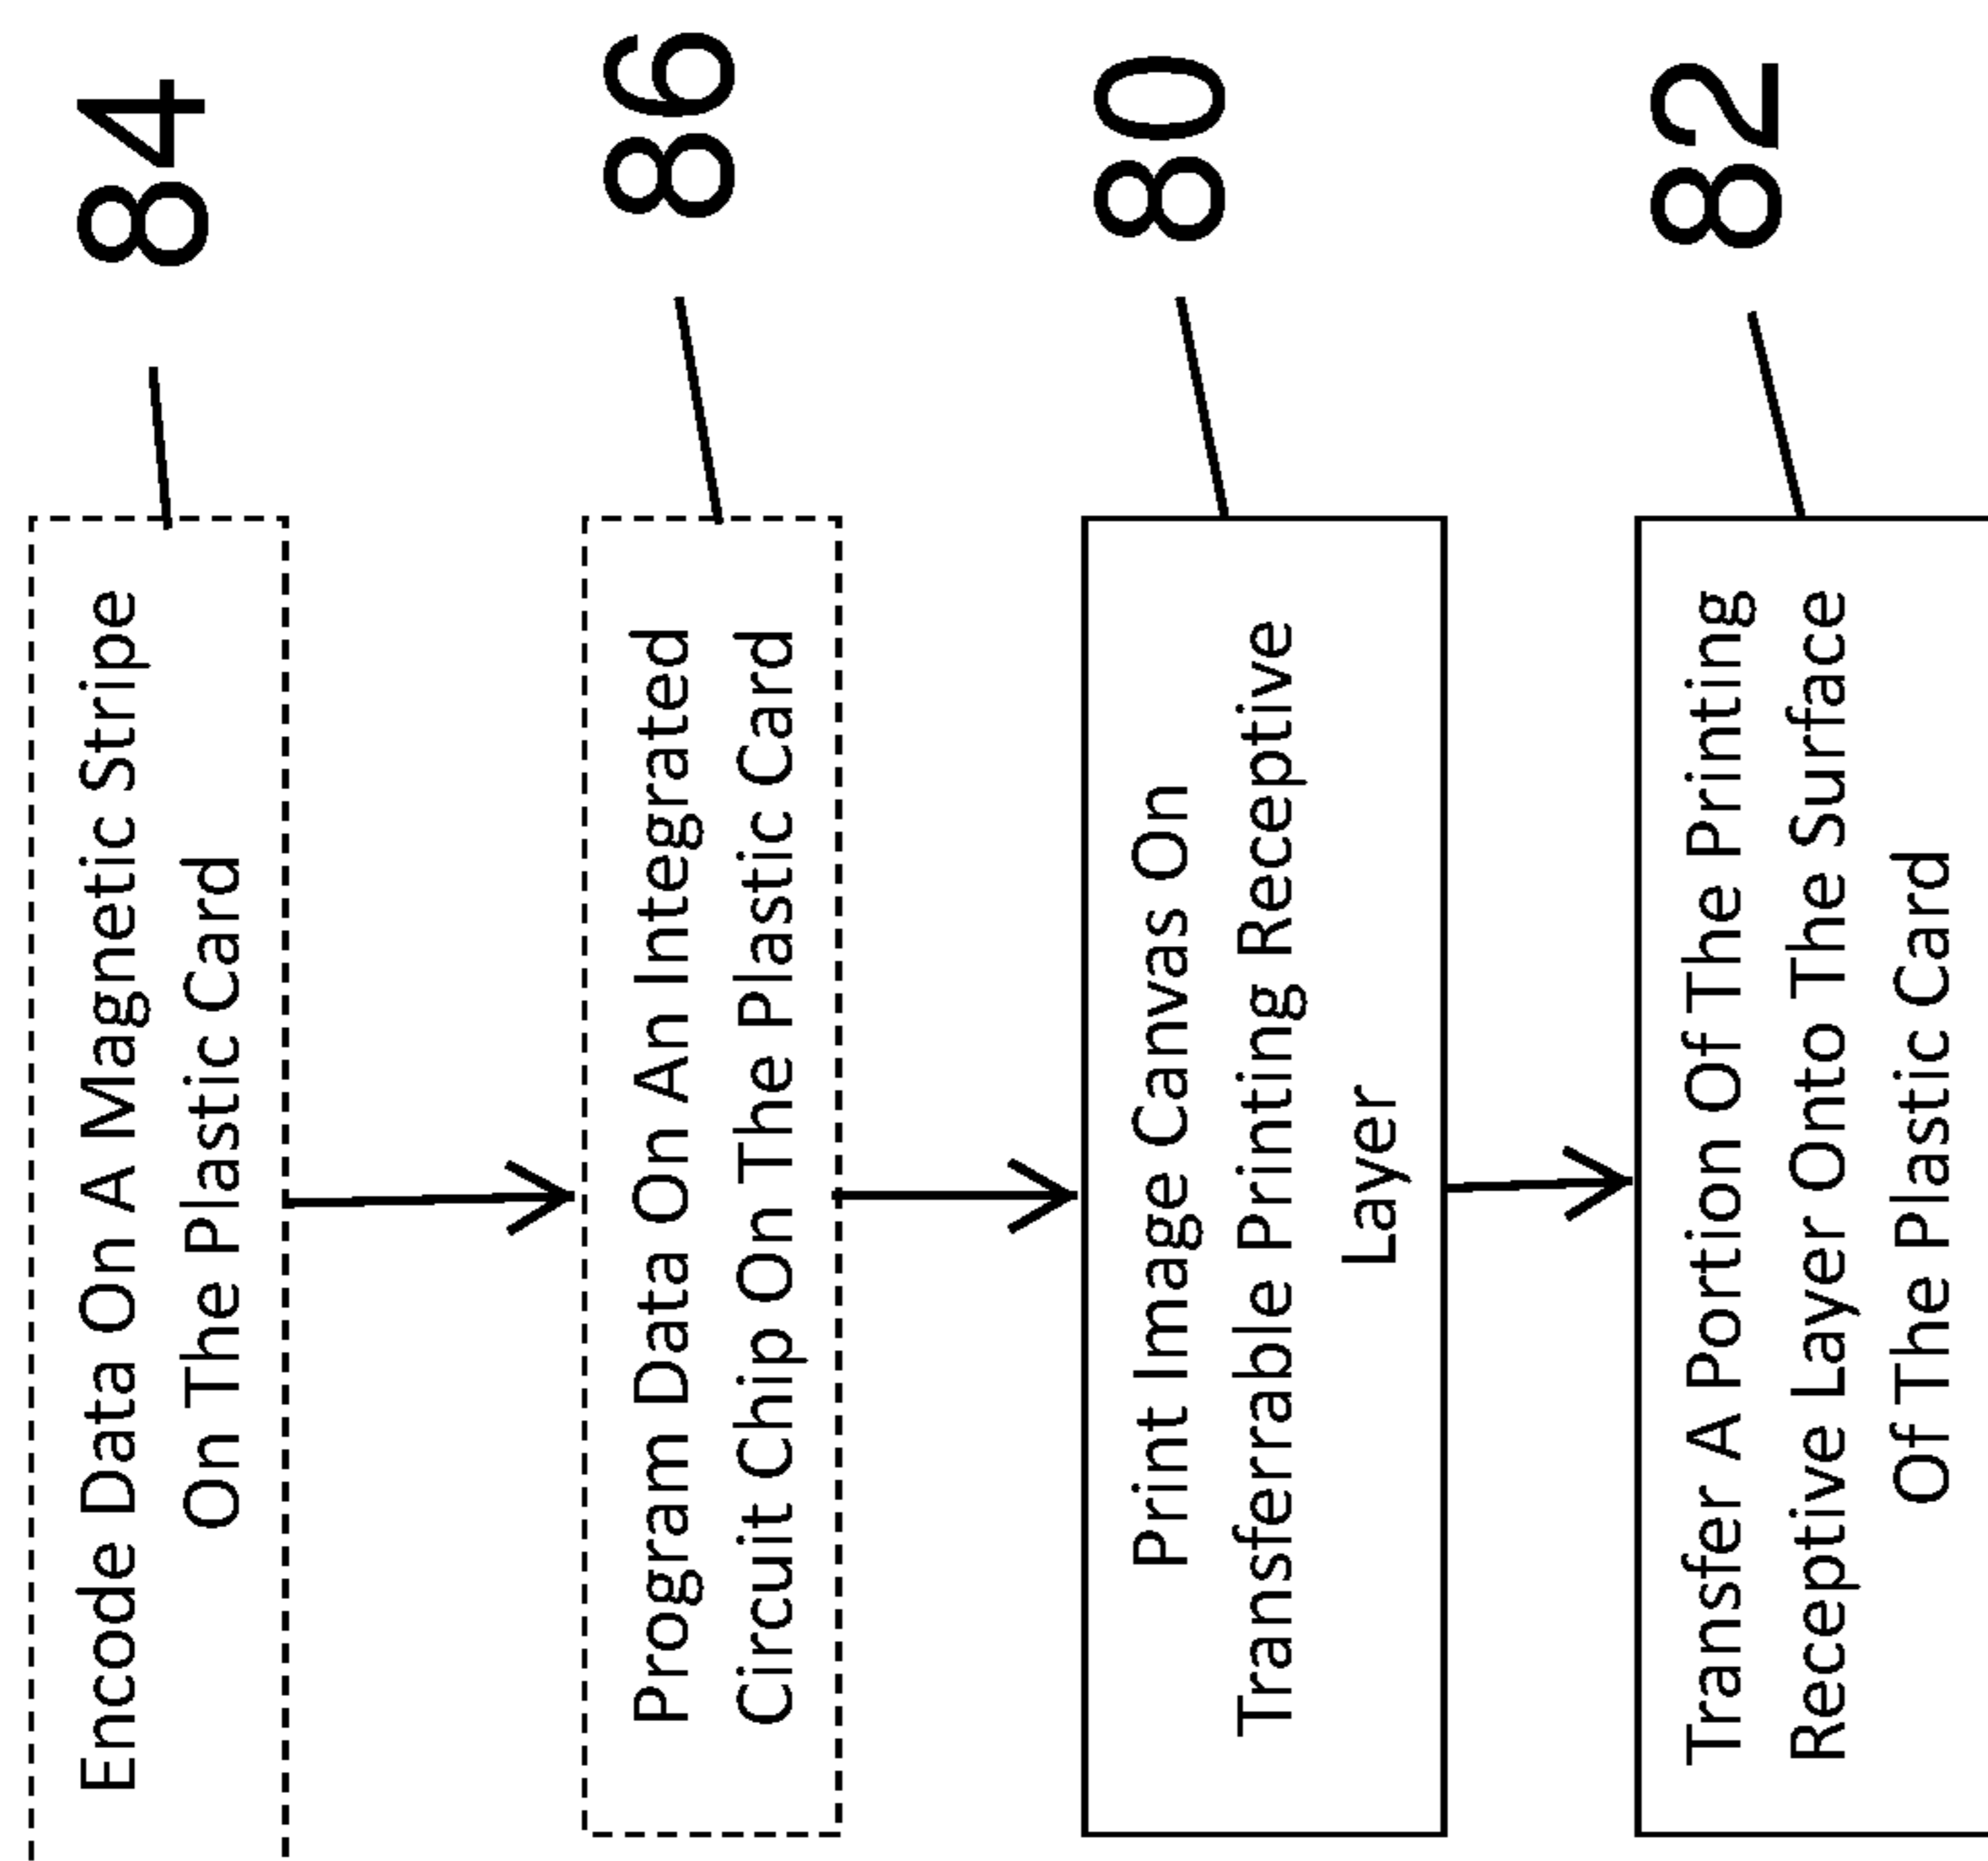 Encode Data On A Magnetic Stripe
On The Plastic Card
84
Program Data On An Integrated
Circuit Chip On The Plastic Card
86
Print Image Canvas On
Transferrable Printing Receptive
Layer
80
Transfer A Portion Of The Printing
Receptive Layer Onto The Surface
Of The Plastic Card
82